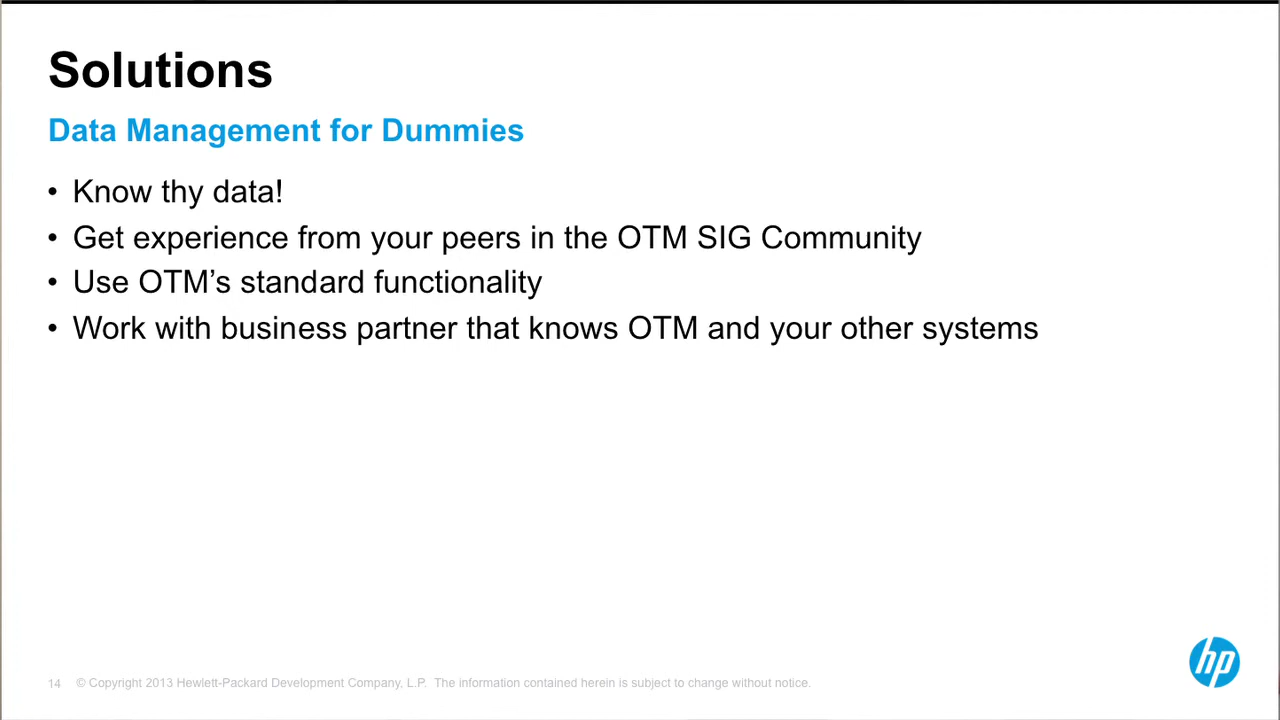 Solutions
Data Management for Dummies
• Know thy data!
• Get experience from your peers in the OTM SIG Community
• Use OTM’s standard functionality
• Work with business partner that knows OTM and your other systems
hp
14 © Copyright 2013 Hewlett-Packard Development Company, L.P. The information contained herein is subject to change without notice.